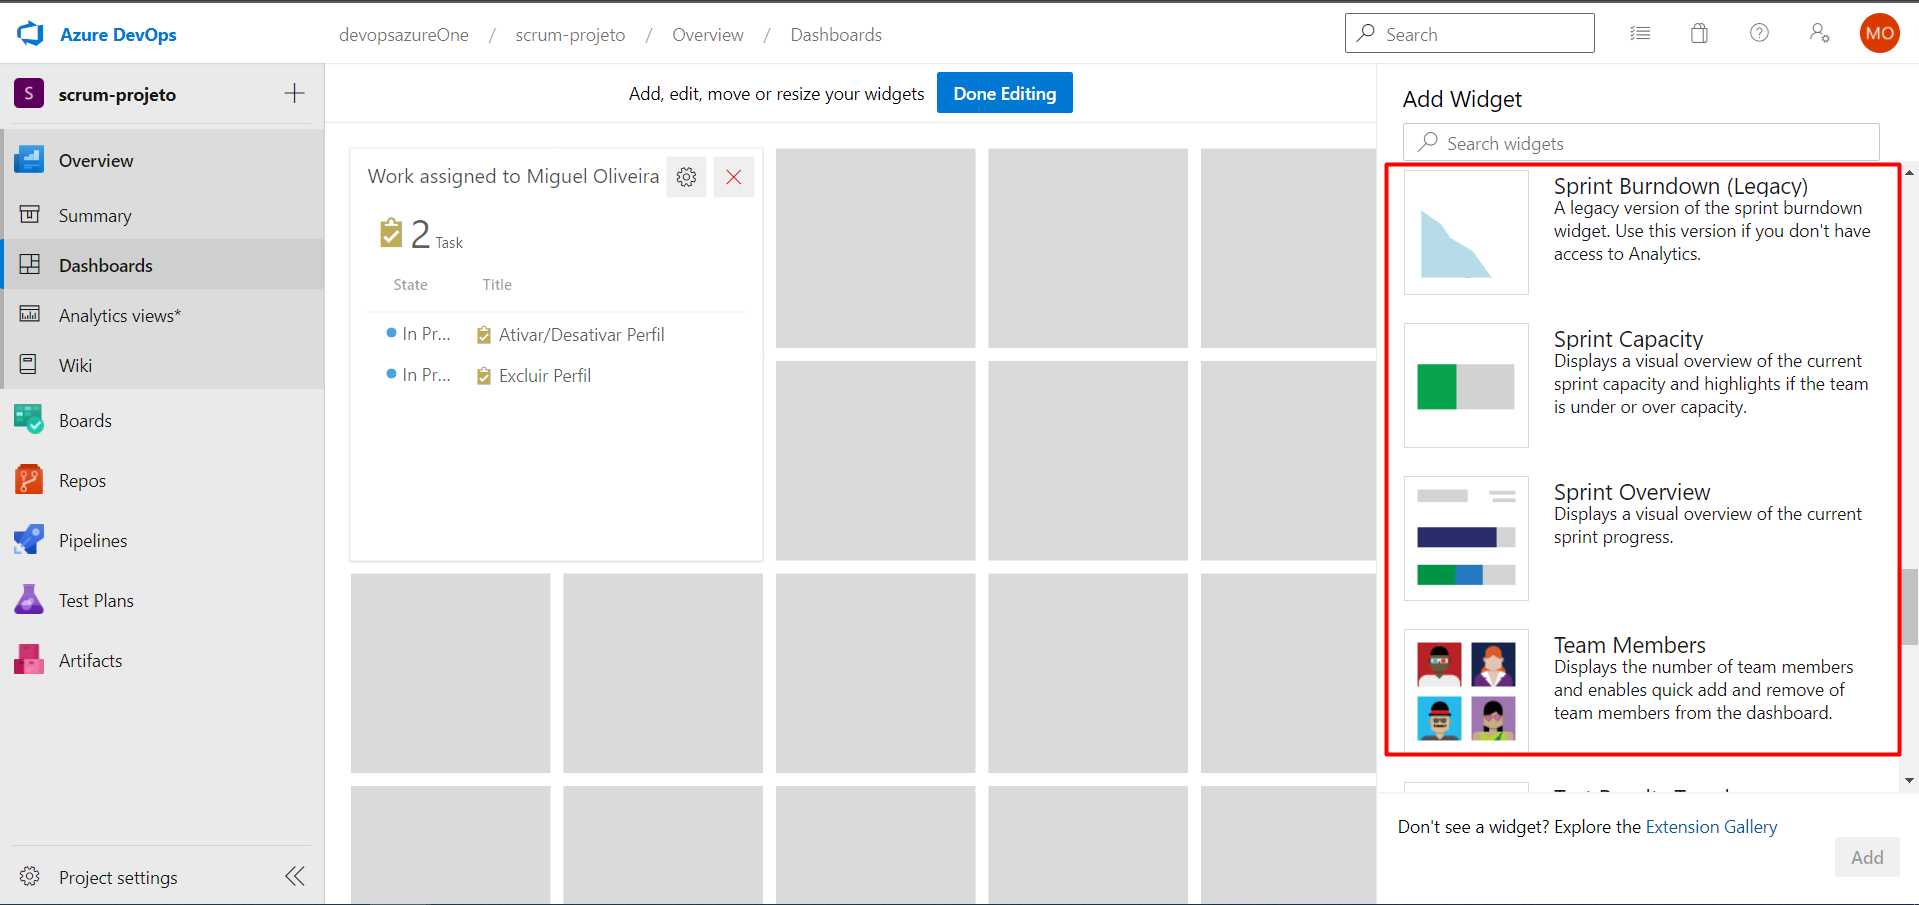 Azure DevOps
devopsazureOne / scrum-projeto / Overview / Dashboards
Search
MO
S
scrum-projeto
Overview
Summary
Dashboards
Analytics views*
Wiki
Boards
Repos
Pipelines
Test Plans
Artifacts
Project settings
Add, edit, move or resize your widgets
Done Editing
Work assigned to Miguel Oliveira
2 Task
State Title
In Pr... Ativar/Desativar Perfil
In Pr... Excluir Perfil
Add Widget
Search widgets
Sprint Burndown (Legacy)
A legacy version of the sprint burndown
widget. Use this version if you don't have
access to Analytics.
Sprint Capacity
Displays a visual overview of the current
sprint capacity and highlights if the team
is under or over capacity.
Sprint Overview
Displays a visual overview of the current
sprint progress.
Team Members
Displays the number of team members
and enables quick add and remove of
team members from the dashboard.
Don't see a widget? Explore the Extension Gallery
Add